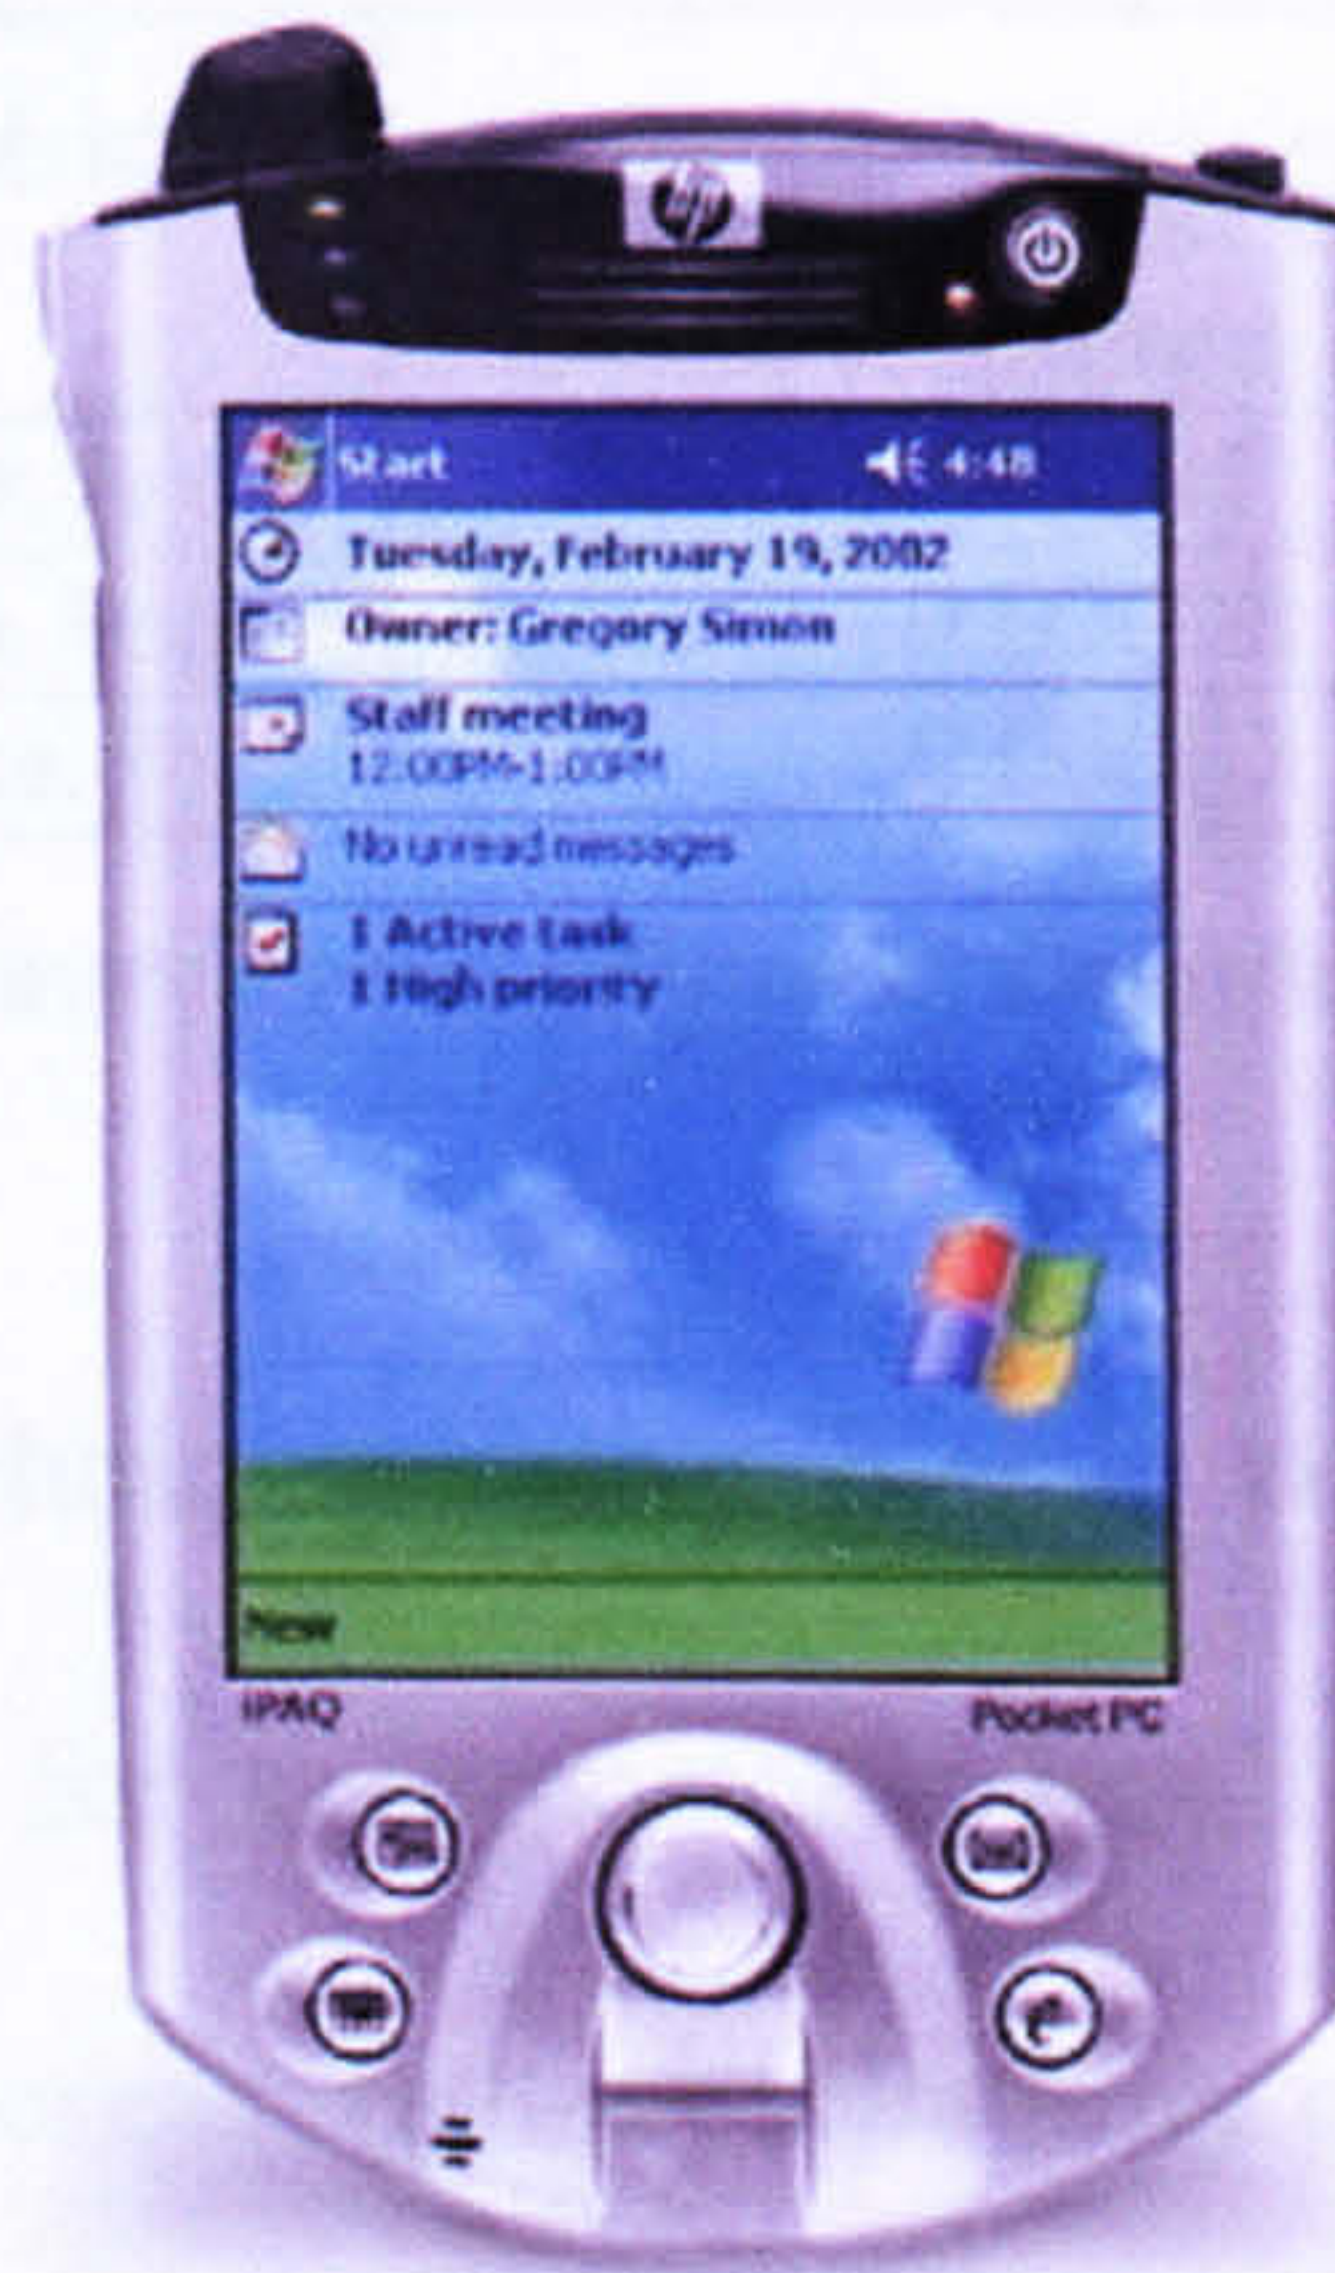 hp
Start 4:48
Tuesday, February 19, 2002
Owner: Gregory Simon
Staff meeting
12:00PM-1:00PM
No unread messages
1 Active task
1 High priority
New
iPAQ Pocket PC